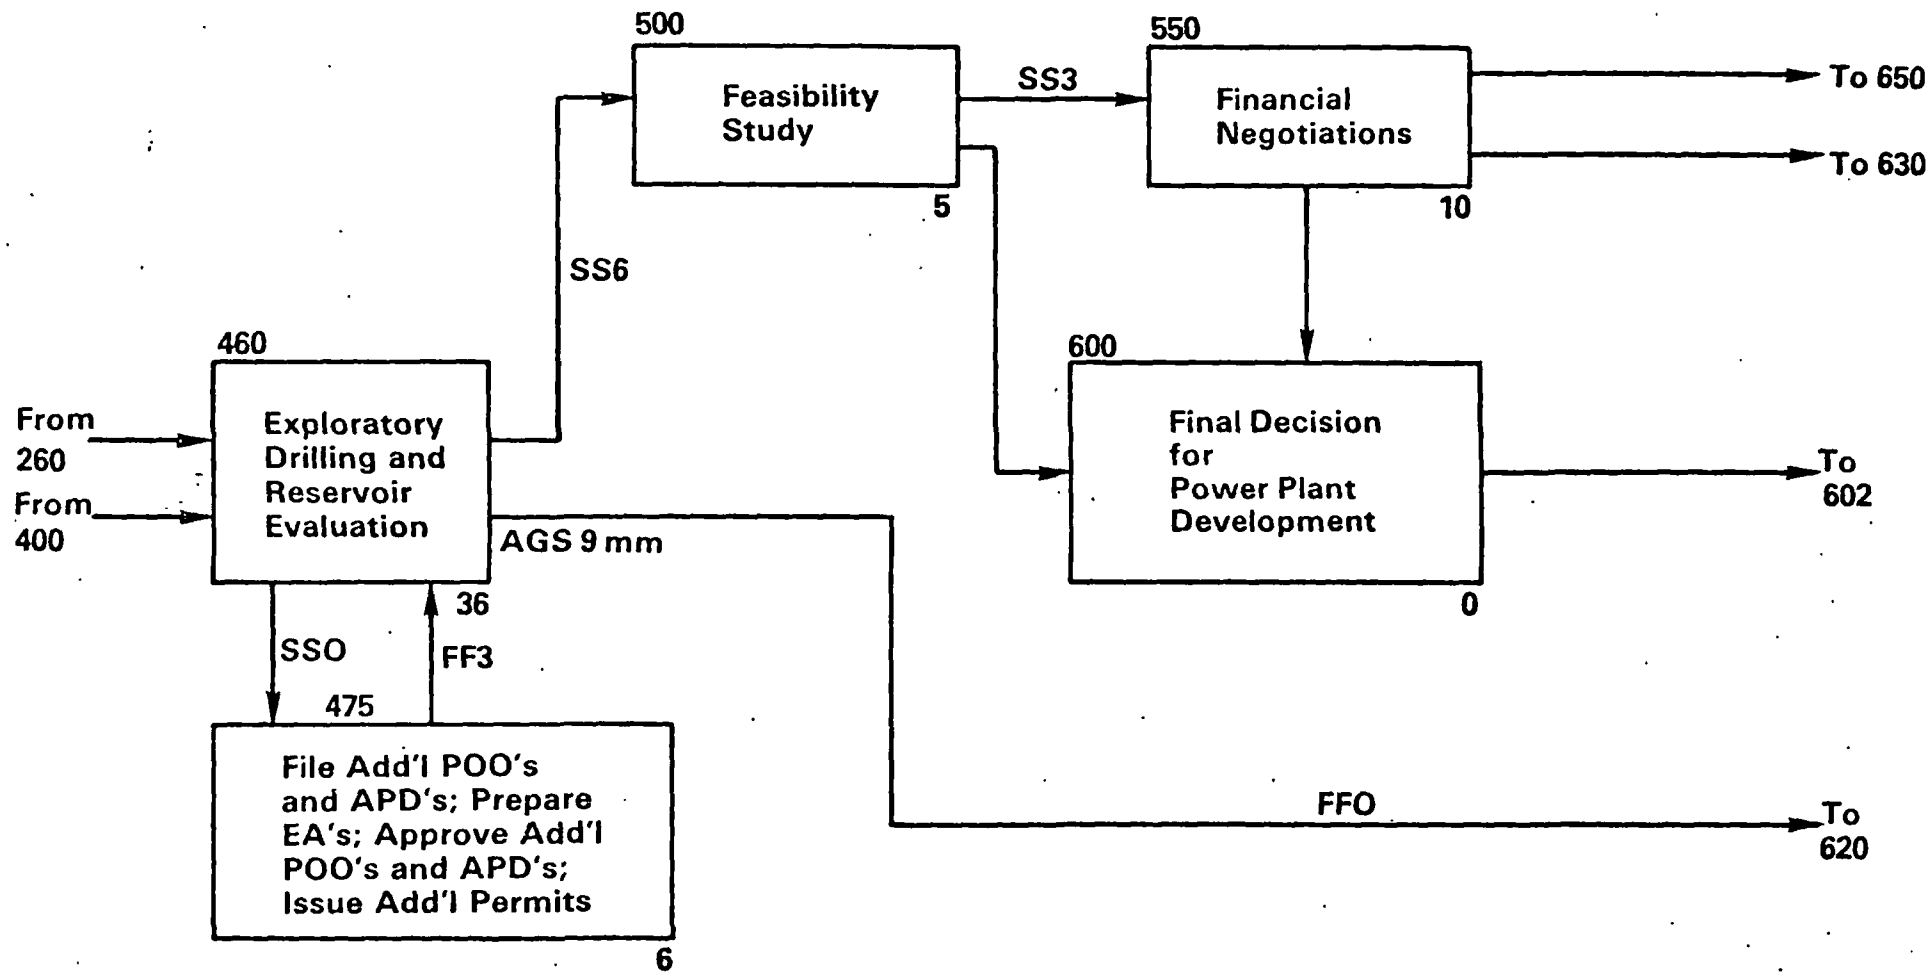 500
Feasibility
Study
5
SS3
550
Financial
Negotiations
10
To 650
To 630
SS6
460
Exploratory
Drilling and
Reservoir
Evaluation
36
From
260
From
400
AGS 9 mm
600
Final Decision
for
Power Plant
Development
0
To
602
SSO
FF3
475
File Add'l POO's
and APD's; Prepare
EA's; Approve Add'l
POO's and APD's;
Issue Add'l Permits
6
FFO
To
620